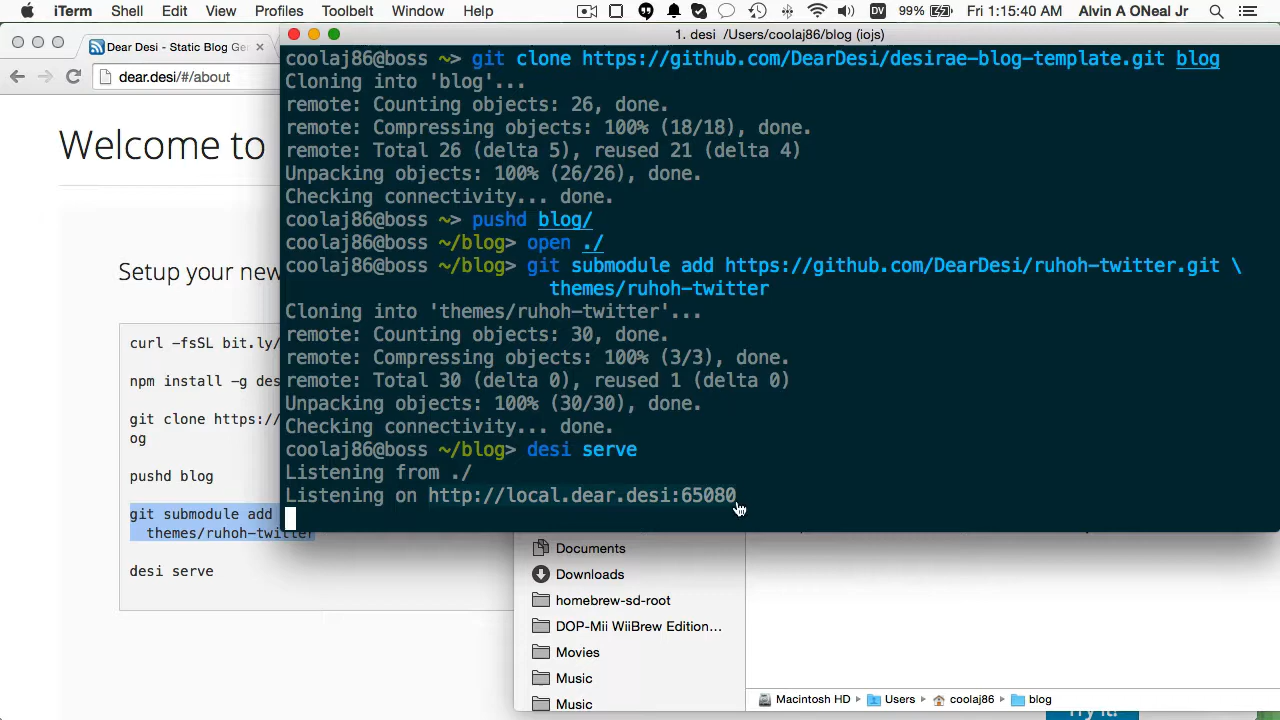 iTerm Shell Edit View Profiles Toolbelt Window Help DV 99% Fri 1:15:40 AM Alvin A ONeal Jr
Dear Desi - Static Blog Ge
dear.desi/#/about
1. desi /Users/coolaj86/blog (iojs)
coolaj86@boss ~> git clone https://github.com/DearDesi/desirae-blog-template.git blog
Cloning into 'blog'...
remote: Counting objects: 26, done.
remote: Compressing objects: 100% (18/18), done.
remote: Total 26 (delta 5), reused 21 (delta 4)
Unpacking objects: 100% (26/26), done.
Checking connectivity... done.
coolaj86@boss ~> pushd blog/
coolaj86@boss ~/blog> open ./
coolaj86@boss ~/blog> git submodule add https://github.com/DearDesi/ruhoh-twitter.git \
themes/ruhoh-twitter
Cloning into 'themes/ruhoh-twitter'...
remote: Counting objects: 30, done.
remote: Compressing objects: 100% (3/3), done.
remote: Total 30 (delta 0), reused 1 (delta 0)
Unpacking objects: 100% (30/30), done.
Checking connectivity... done.
coolaj86@boss ~/blog> desi serve
Listening from ./
Listening on http://local.dear.desi:65080
Welcome to
Setup your new
curl -fsSL bit.ly/
npm install -g des
git clone https:/
og
pushd blog
git submodule add
themes/ruhoh-twitter
desi serve
Documents
Downloads
homebrew-sd-root
DOP-Mii WiiBrew Edition...
Movies
Music
Music
Macintosh HD Users coolaj86 blog
Try It!